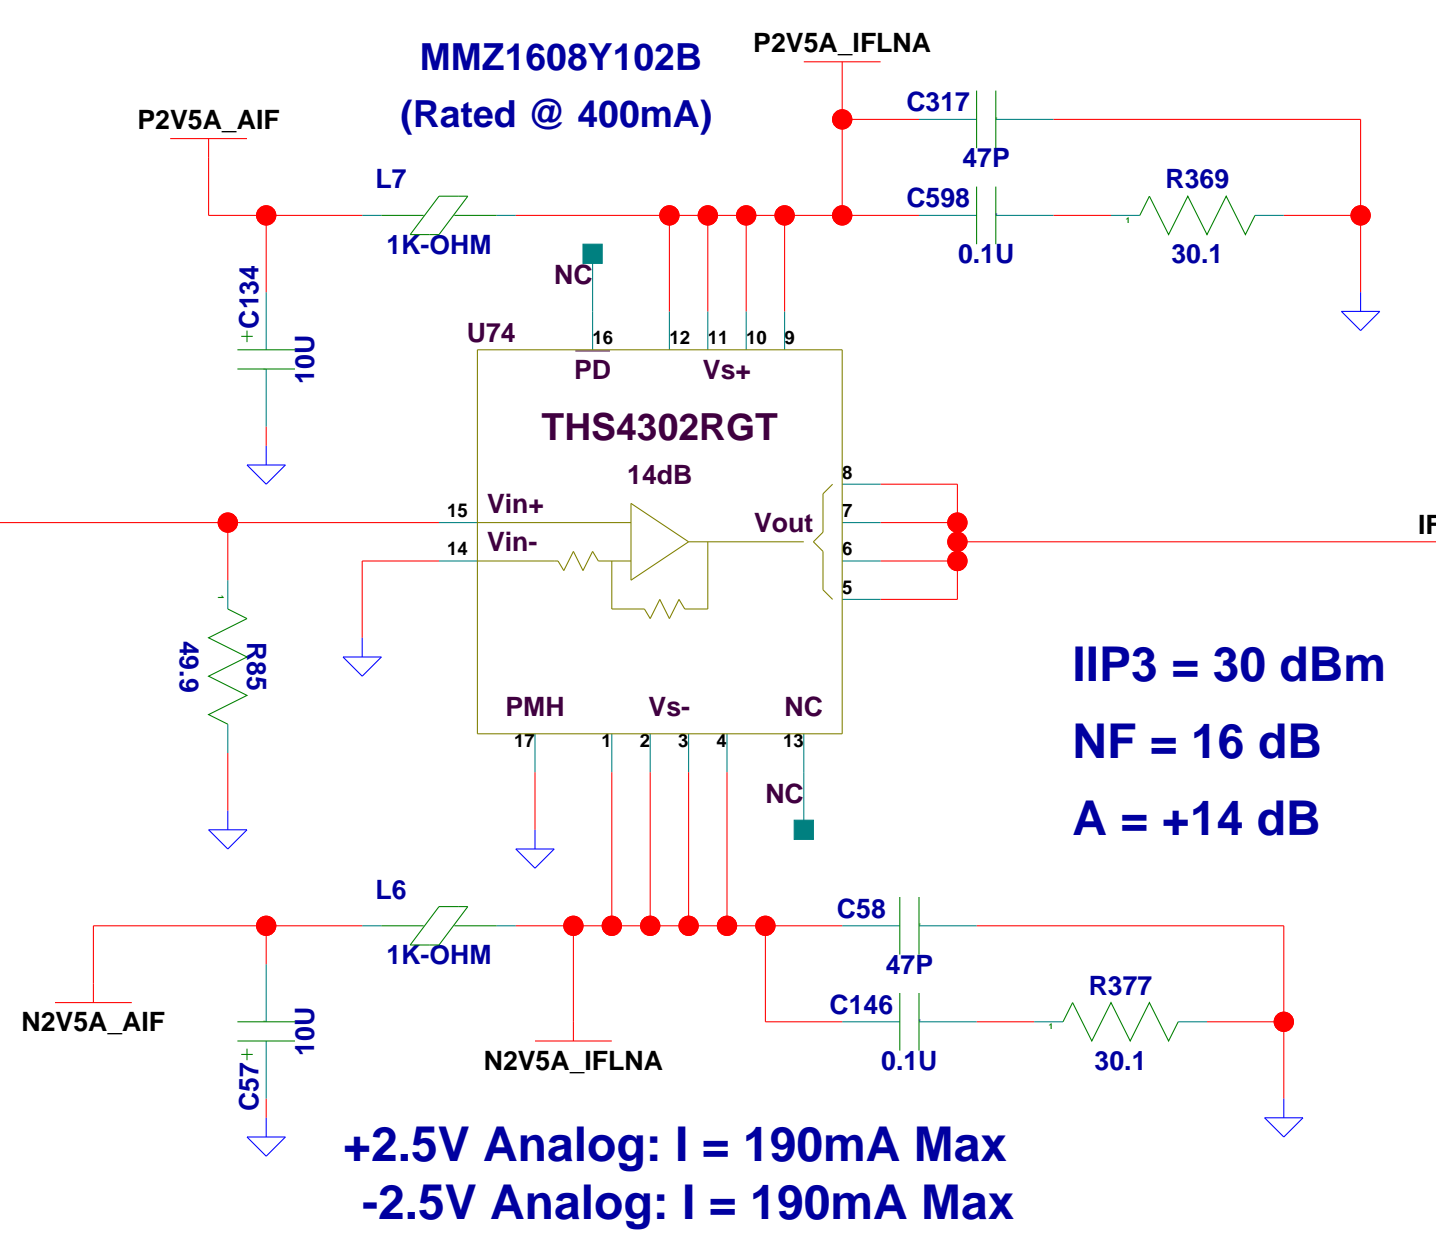 MMZ1608Y102B
(Rated @ 400mA)
P2V5A_IFLNA
P2V5A_AIF
C317
47P
L7
1K-OHM
C598
0.1U
R369
1
30.1
NC
C134
+
10U
U74
16
12
11
10
9
PD
Vs+
THS4302RGT
14dB
15
Vin+
14
Vin-
Vout
8
7
6
5
IF
1
R85
49.9
IIP3 = 30 dBm
NF = 16 dB
A = +14 dB
PMH
Vs-
NC
17
1
2
3
4
13
NC
L6
1K-OHM
C58
47P
C146
0.1U
R377
1
30.1
N2V5A_AIF
10U
C57
+
N2V5A_IFLNA
+2.5V Analog: I = 190mA Max
-2.5V Analog: I = 190mA Max